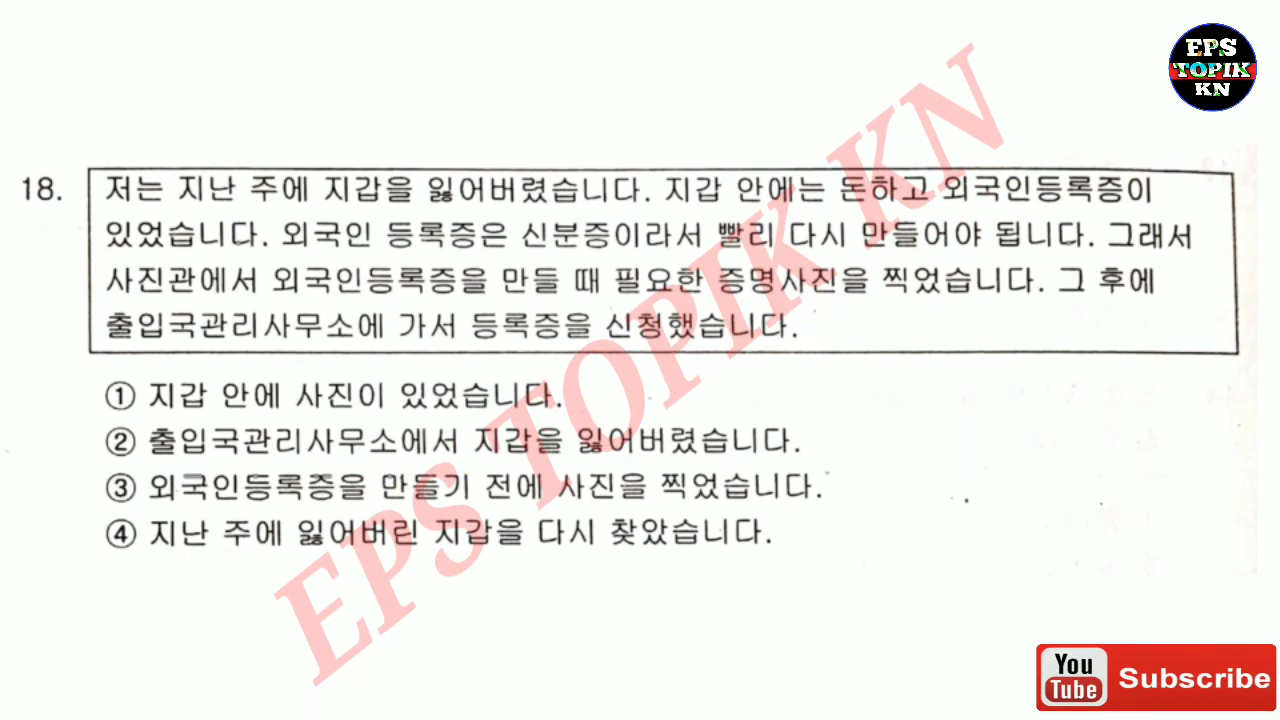 EPS
TOPIK
KN
18.
저는 지난 주에 지갑을 잃어버렸습니다. 지갑 안에는 돈하고 외국인등록증이
있었습니다. 외국인 등록증은 신분증이라서 빨리 다시 만들어야 됩니다. 그래서
사진관에서 외국인등록증을 만들 때 필요한 증명사진을 찍었습니다. 그 후에
출입국관리사무소에 가서 등록증을 신청했습니다.
① 지갑 안에 사진이 있었습니다.
② 출입국관리사무소에서 지갑을 잃어버렸습니다.
③ 외국인등록증을 만들기 전에 사진을 찍었습니다.
④ 지난 주에 잃어버린 지갑을 다시 찾았습니다.
EPS TOPIK KN
You
Tube
Subscribe